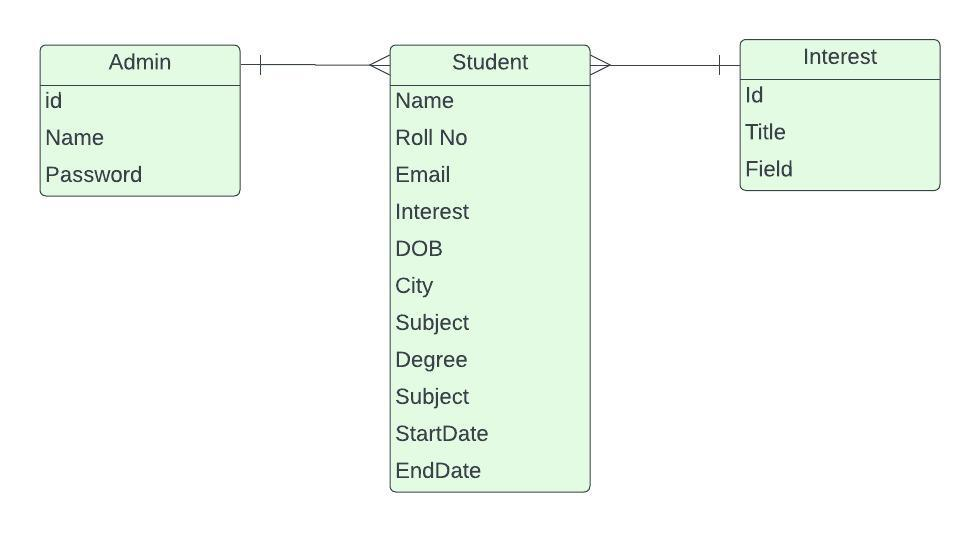 Admin
id
Name
Password
Student
Name
Roll No
Email
Interest
DOB
City
Subject
Degree
Subject
StartDate
EndDate
Interest
Id
Title
Field